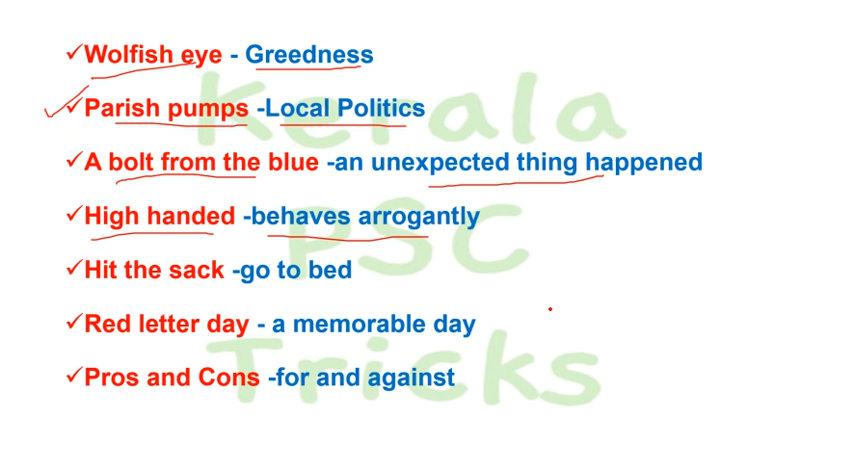 ✓Wolfish eye - Greedness
✓Parish pumps -Local Politics
✓A bolt from the blue -an unexpected thing happened
✓High handed -behaves arrogantly
✓Hit the sack -go to bed
✓Red letter day - a memorable day
✓Pros and Cons -for and against
Kerala
PSC
Tricks